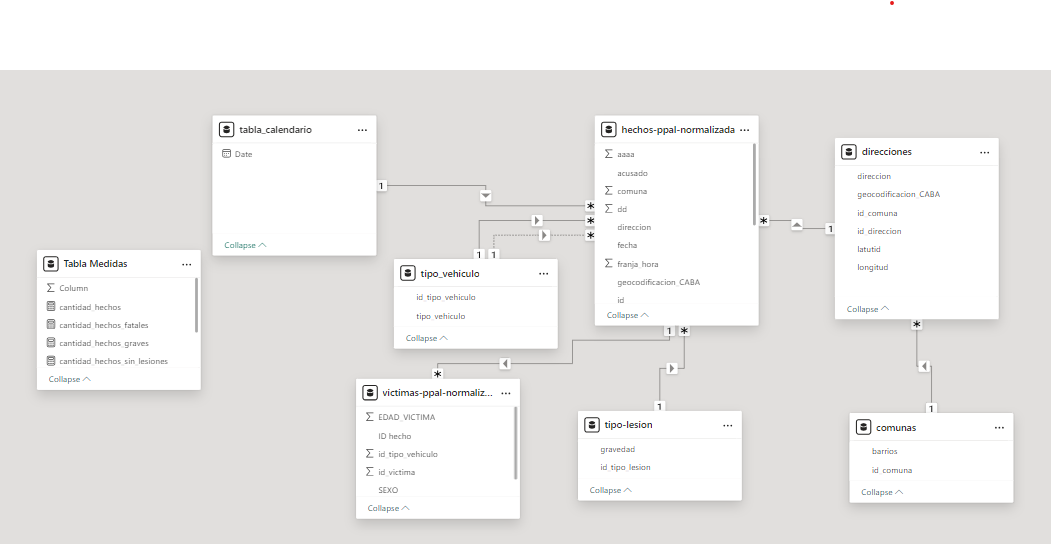 tabla_calendario
Date
Collapse
Tabla Medidas
Column
cantidad_hechos
cantidad_hechos_fatales
cantidad_hechos_graves
cantidad_hechos_sin_lesiones
Collapse
1
1 1
tipo_vehiculo
id_tipo_vehiculo
tipo_vehiculo
Collapse
hechos-ppal-normalizada
aaaa
acusado
comuna
dd
direccion
fecha
franja_hora
geocodificacion_CABA
id
Collapse
* * *
*
1
1 *
direcciones
direccion
geocodificacion_CABA
id_comuna
id_direccion
latutid
longitud
Collapse
*
*
victimas-ppal-normaliz...
EDAD_VICTIMA
ID hecho
id_tipo_vehiculo
id_victima
SEXO
Collapse
1
tipo-lesion
gravedad
id_tipo_lesion
Collapse
1
comunas
barrios
id_comuna
Collapse